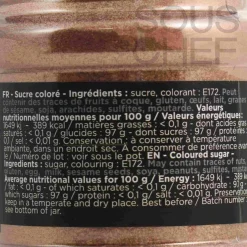 SOUS
FR - Sucre coloré - Ingrédients : sucre, colorant : E172. Peut
contenir des traces de fruits à coque, gluten, œufs, lait, graines
de sésame, soja, arachides, sulfites, moutarde. Valeurs
nutritionnelles moyennes pour 100 g / Valeurs énergétiques:
1649 kJ - 389 kcal / matières grasses : < 0,1 g - dont acides gras
saturés : < 0,1 g / glucides : 97 g - dont sucres : 97 g / protéines :
< 0,1 g / sel : < 0,01 g. À conserver à température
ambiante, dans un endroit sec. À consommer de préférence avant
le / Numéro de lot : voir sous le pot. EN - Coloured sugar -
Ingredients: sugar, colouring : E172. May contain traces of nuts,
gluten, milk, sesame seeds, soya, peanuts, sulfites,
Average nutritional values for 100 g / Energy : 1649 kJ - 389
kcal / fat : < 0.1 g - of which saturates : < 0.1 g / carbohydrate : 97 g
which sugars : 97 g / protein : < 0.1 g / salt : < 0.01 g. Preserve
in a temperate and dry place. Best before / Batch number :
see bottom of jar.